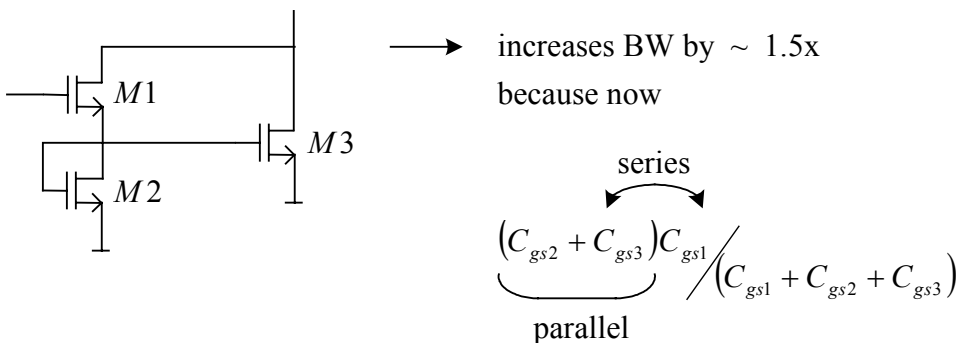 increases BW by ~ 1.5x
because now
M1
M3
M2
series
(C_gs2 + C_gs3)C_gs1 / (C_gs1 + C_gs2 + C_gs3)
parallel